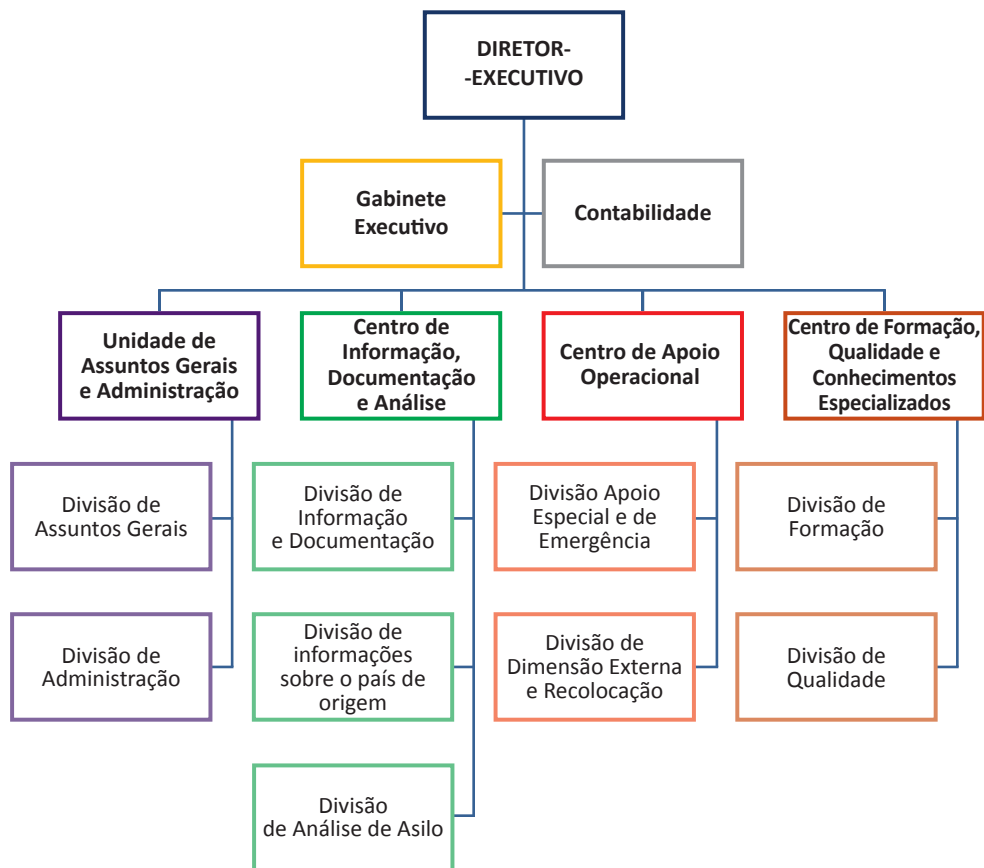 DIRETOR-
-EXECUTIVO
Gabinete
Executivo
Contabilidade
Unidade de
Assuntos Gerais
e Administração
Centro de
Informação,
Documentação
e Análise
Centro de Apoio
Operacional
Centro de Formação,
Qualidade e
Conhecimentos
Especializados
Divisão de
Assuntos Gerais
Divisão de
Informação
e Documentação
Divisão Apoio
Especial e de
Emergência
Divisão de
Formação
Divisão de
Administração
Divisão de
informações
sobre o país de
origem
Divisão de
Dimensão Externa
e Recolocação
Divisão de
Qualidade
Divisão
de Análise de Asilo